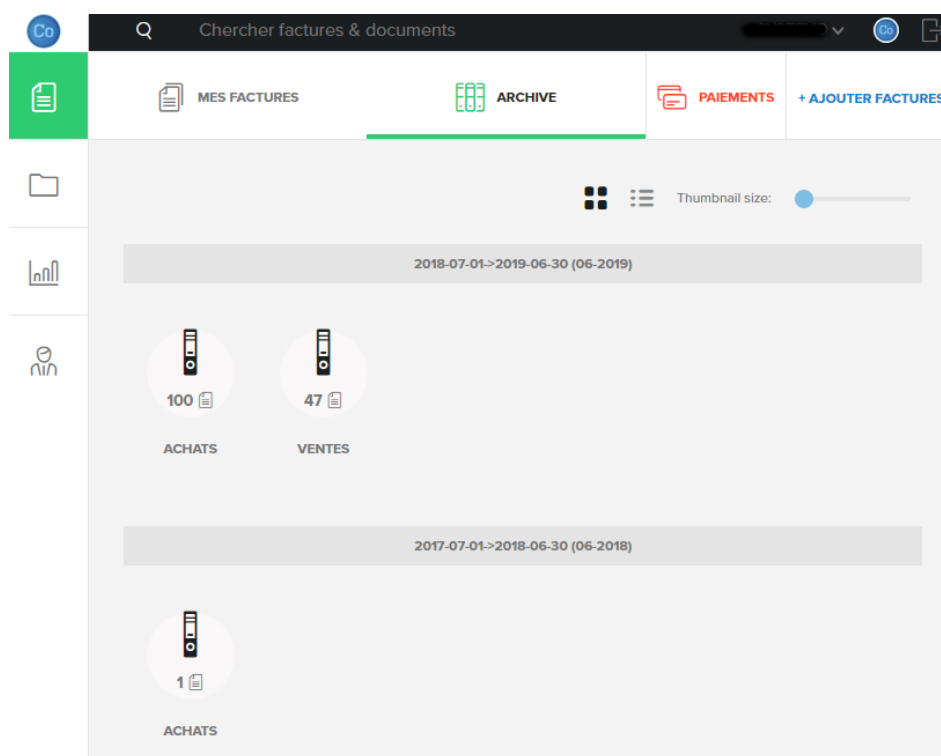 Co
Chercher factures & documents
Co
MES FACTURES
ARCHIVE
PAIEMENTS
+ AJOUTER FACTURES
Thumbnail size:
2018-07-01->2019-06-30 (06-2019)
100
47
ACHATS
VENTES
2017-07-01->2018-06-30 (06-2018)
1
ACHATS